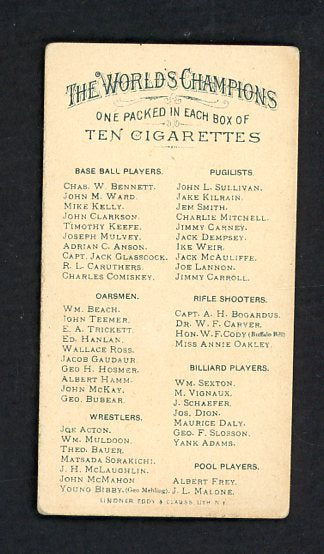 THE WORLD'S CHAMPIONS
ONE PACKED IN EACH BOX OF
TEN CIGARETTES
BASE BALL PLAYERS.
CHAS. W. BENNETT.
JOHN M. WARD.
MIKE KELLY.
JOHN CLARKSON.
TIMOTHY KEEFE.
JOSEPH MULVEY.
ADRIAN C. ANSON.
CAPT. JACK GLASSCOCK.
R. L. CARUTHERS.
CHARLES COMISKEY.
OARSMEN.
WM. BEACH.
JOHN TEEMER.
E. A. TRICKETT.
ED. HANLAN.
WALLACE ROSS.
JACOB GAUDAUR.
GEO H. HOSMER.
ALBERT HAMM.
JOHN MCKAY.
GEO. BUBEAR.
WRESTLERS.
JOE ACTON.
WM. MULDOON.
THEO. BAUER.
MATSADA SORAKICHI.
J. H. MCLAUGHLIN.
JOHN MCMAHON
YOUNG BIBBY. (Geo. Mehling).
PUGILISTS.
JOHN L. SULLIVAN.
JAKE KILRAIN.
JEM SMITH.
CHARLIE MITCHELL.
JIMMY CARNEY.
JACK DEMPSEY.
IKE WEIR.
JACK MCAULIFFE.
JOE LANNON.
JIMMY CARROLL.
RIFLE SHOOTERS.
CAPT. A. H. BOGARDUS.
DR. W. F. CARVER.
HON. W. F. CODY (Buffalo Bill)
MISS ANNIE OAKLEY.
BILLIARD PLAYERS.
WM. SEXTON.
M. VIGNAUX.
J. SCHAEFER.
JOS. DION.
MAURICE DALY.
GEO. F. SLOSSON.
YANK ADAMS.
POOL PLAYERS.
ALBERT FREY.
J. L. MALONE.
LINDNER, EDDY & CLAUSS, LITH. N.Y.